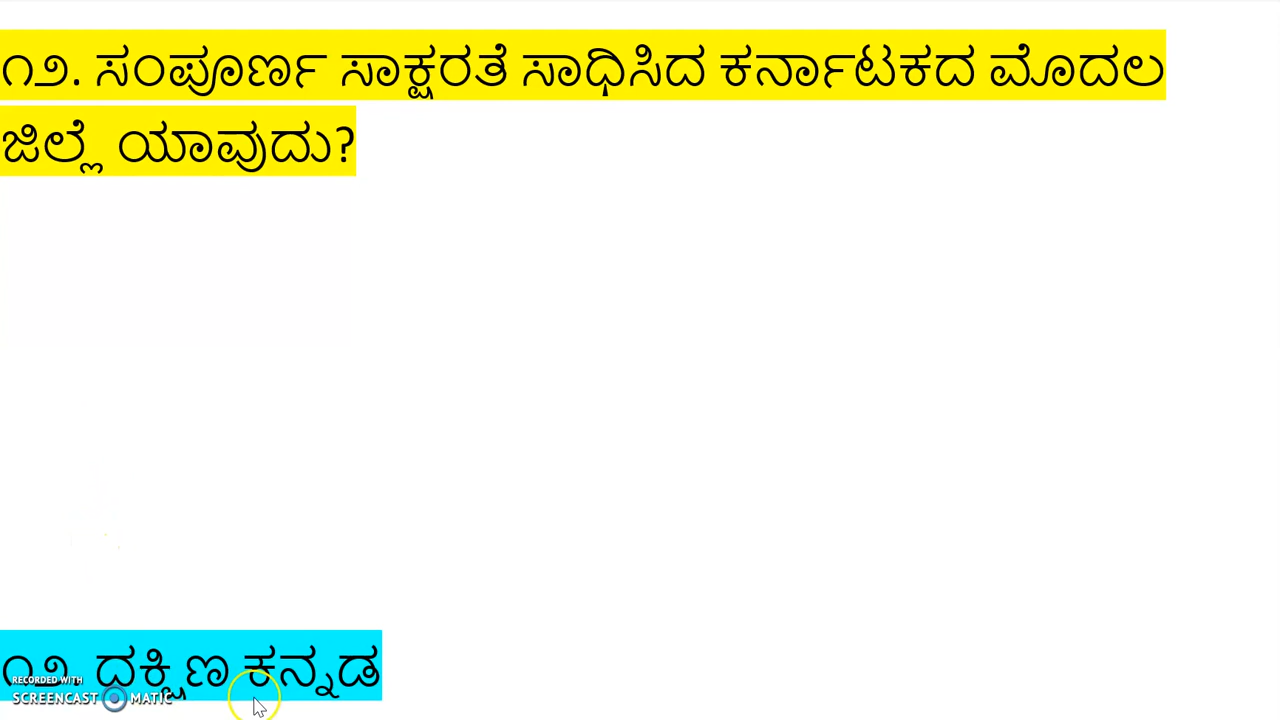 ೧೨. ಸಂಪೂರ್ಣ ಸಾಕ್ಷರತೆ ಸಾಧಿಸಿದ ಕರ್ನಾಟಕದ ಮೊದಲ
ಜಿಲ್ಲೆ ಯಾವುದು?
೧೨. ದಕ್ಷಿಣ ಕನ್ನಡ
RECORDED WITH
SCREENCAST MATIC